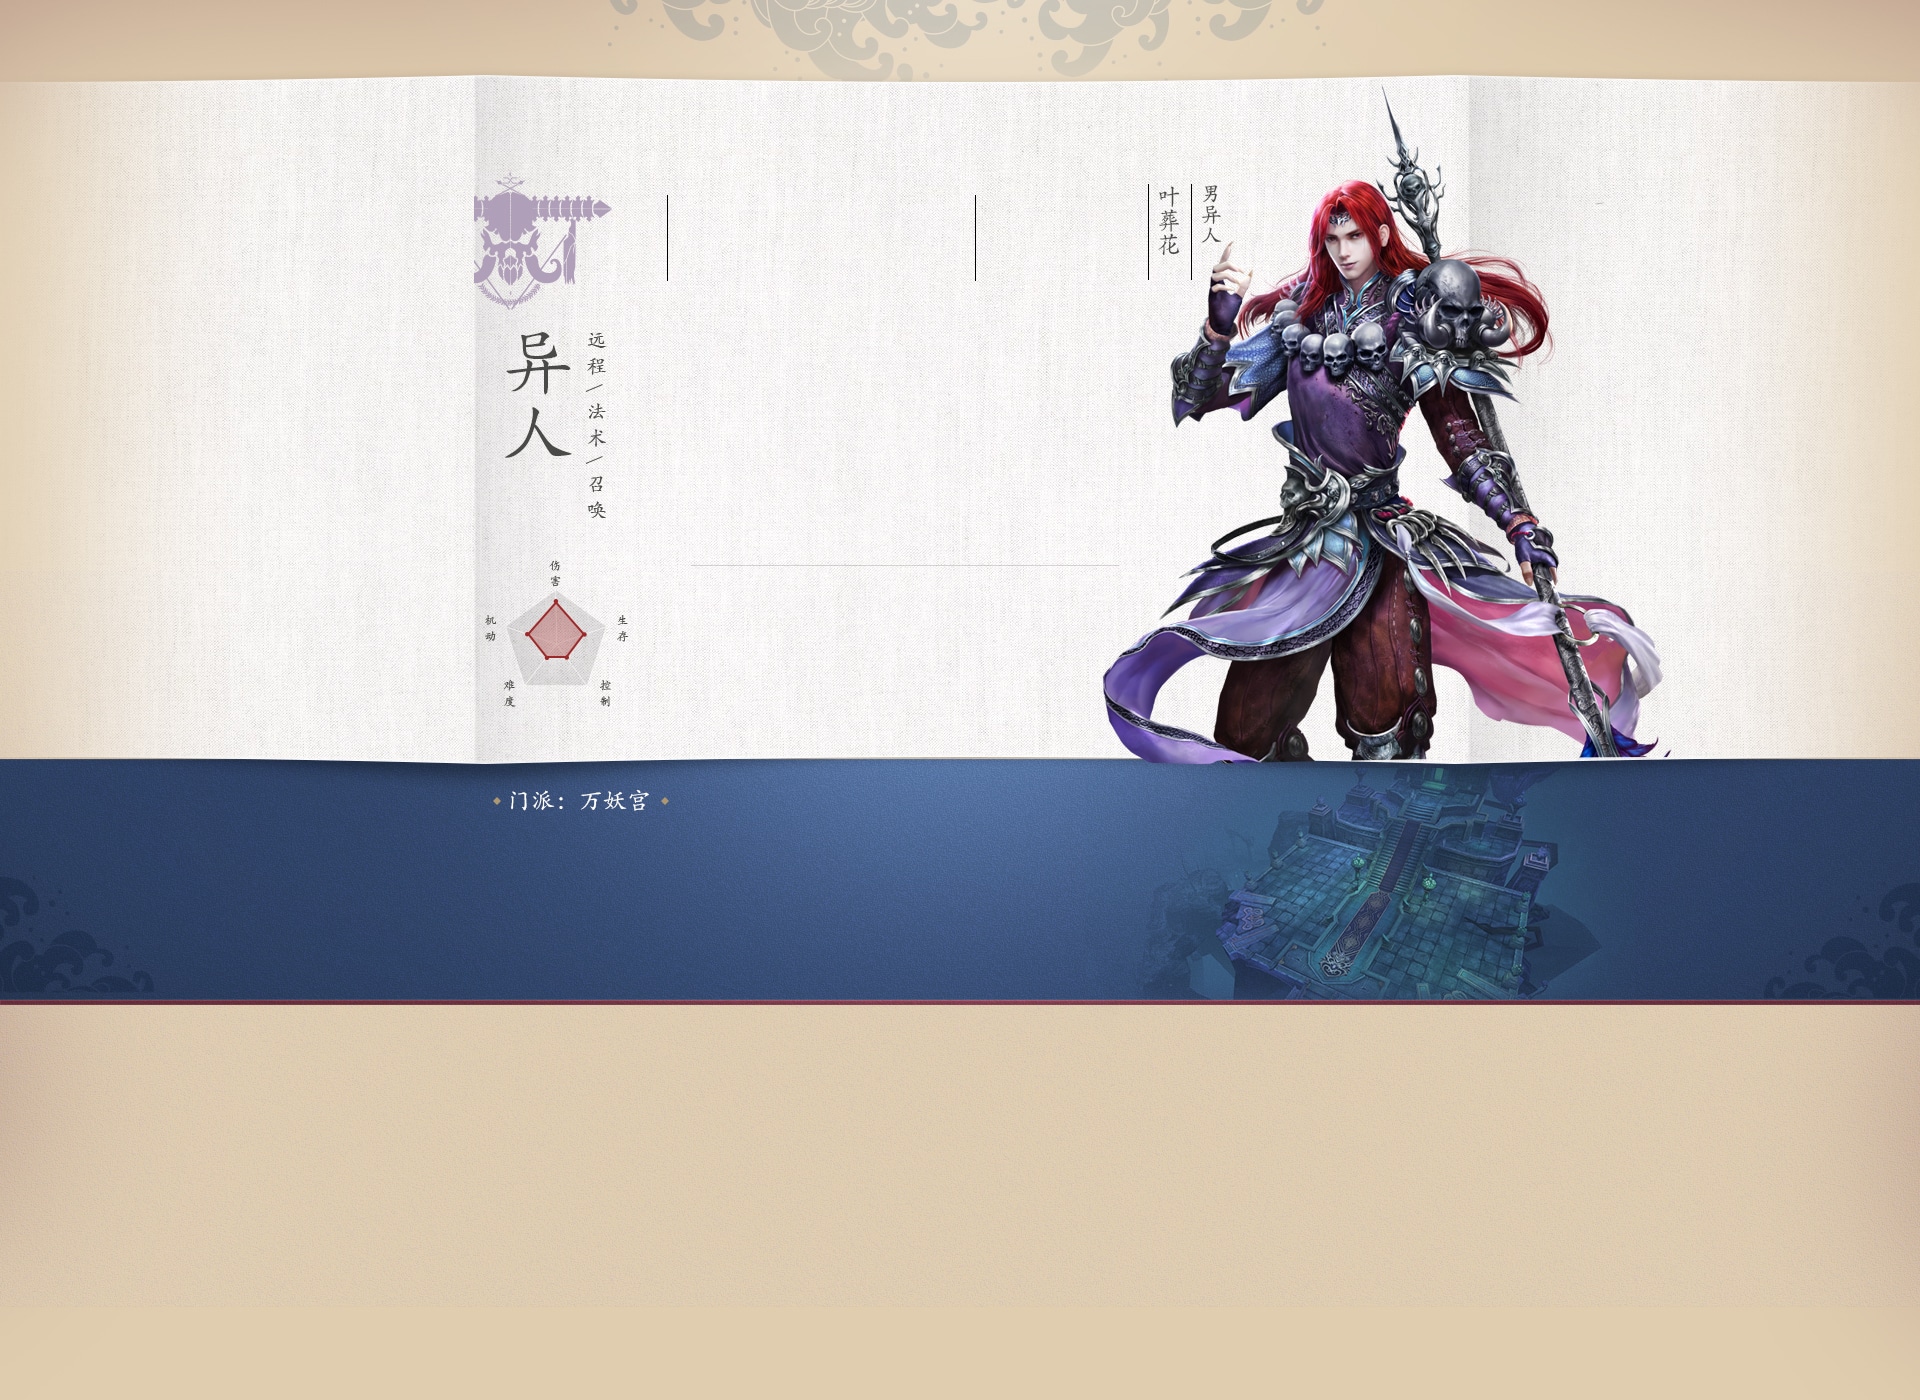 男异人
叶葬花
异人
远程/法术/召唤
伤害
机动
生存
难度
控制
门派：万妖宫